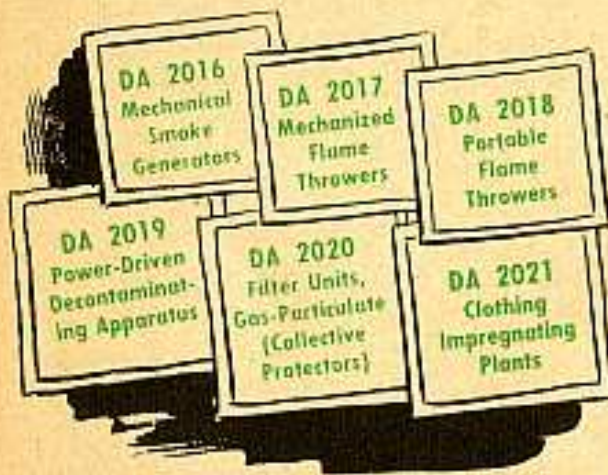 DA 2016
Mechanical
Smoke
Generators
DA 2017
Mechanized
Flame
Throwers
DA 2018
Portable
Flame
Throwers
DA 2019
Power-Driven
Decontaminat-
ing Apparatus
DA 2020
Filter Units,
Gas-Particulate
(Collective
Protectors)
DA 2021
Clothing
Impregnating
Plants